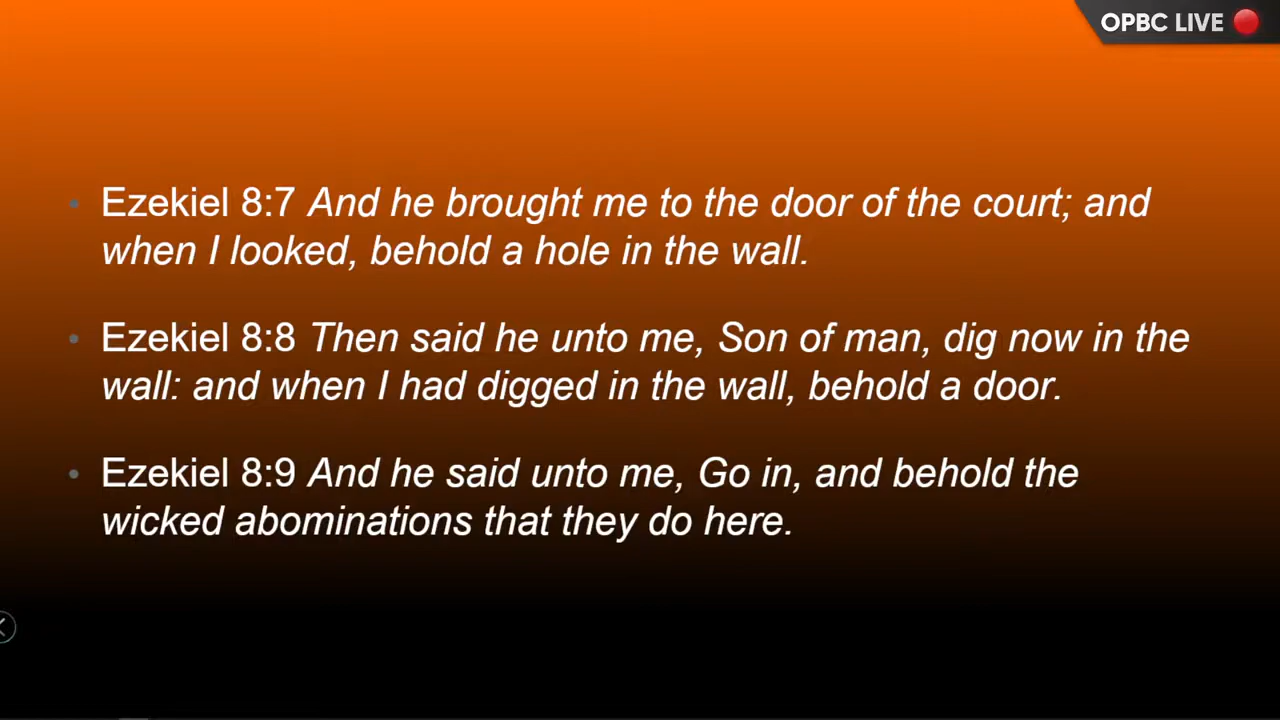 OPBC LIVE
• Ezekiel 8:7 And he brought me to the door of the court; and
when I looked, behold a hole in the wall.
• Ezekiel 8:8 Then said he unto me, Son of man, dig now in the
wall: and when I had digged in the wall, behold a door.
• Ezekiel 8:9 And he said unto me, Go in, and behold the
wicked abominations that they do here.